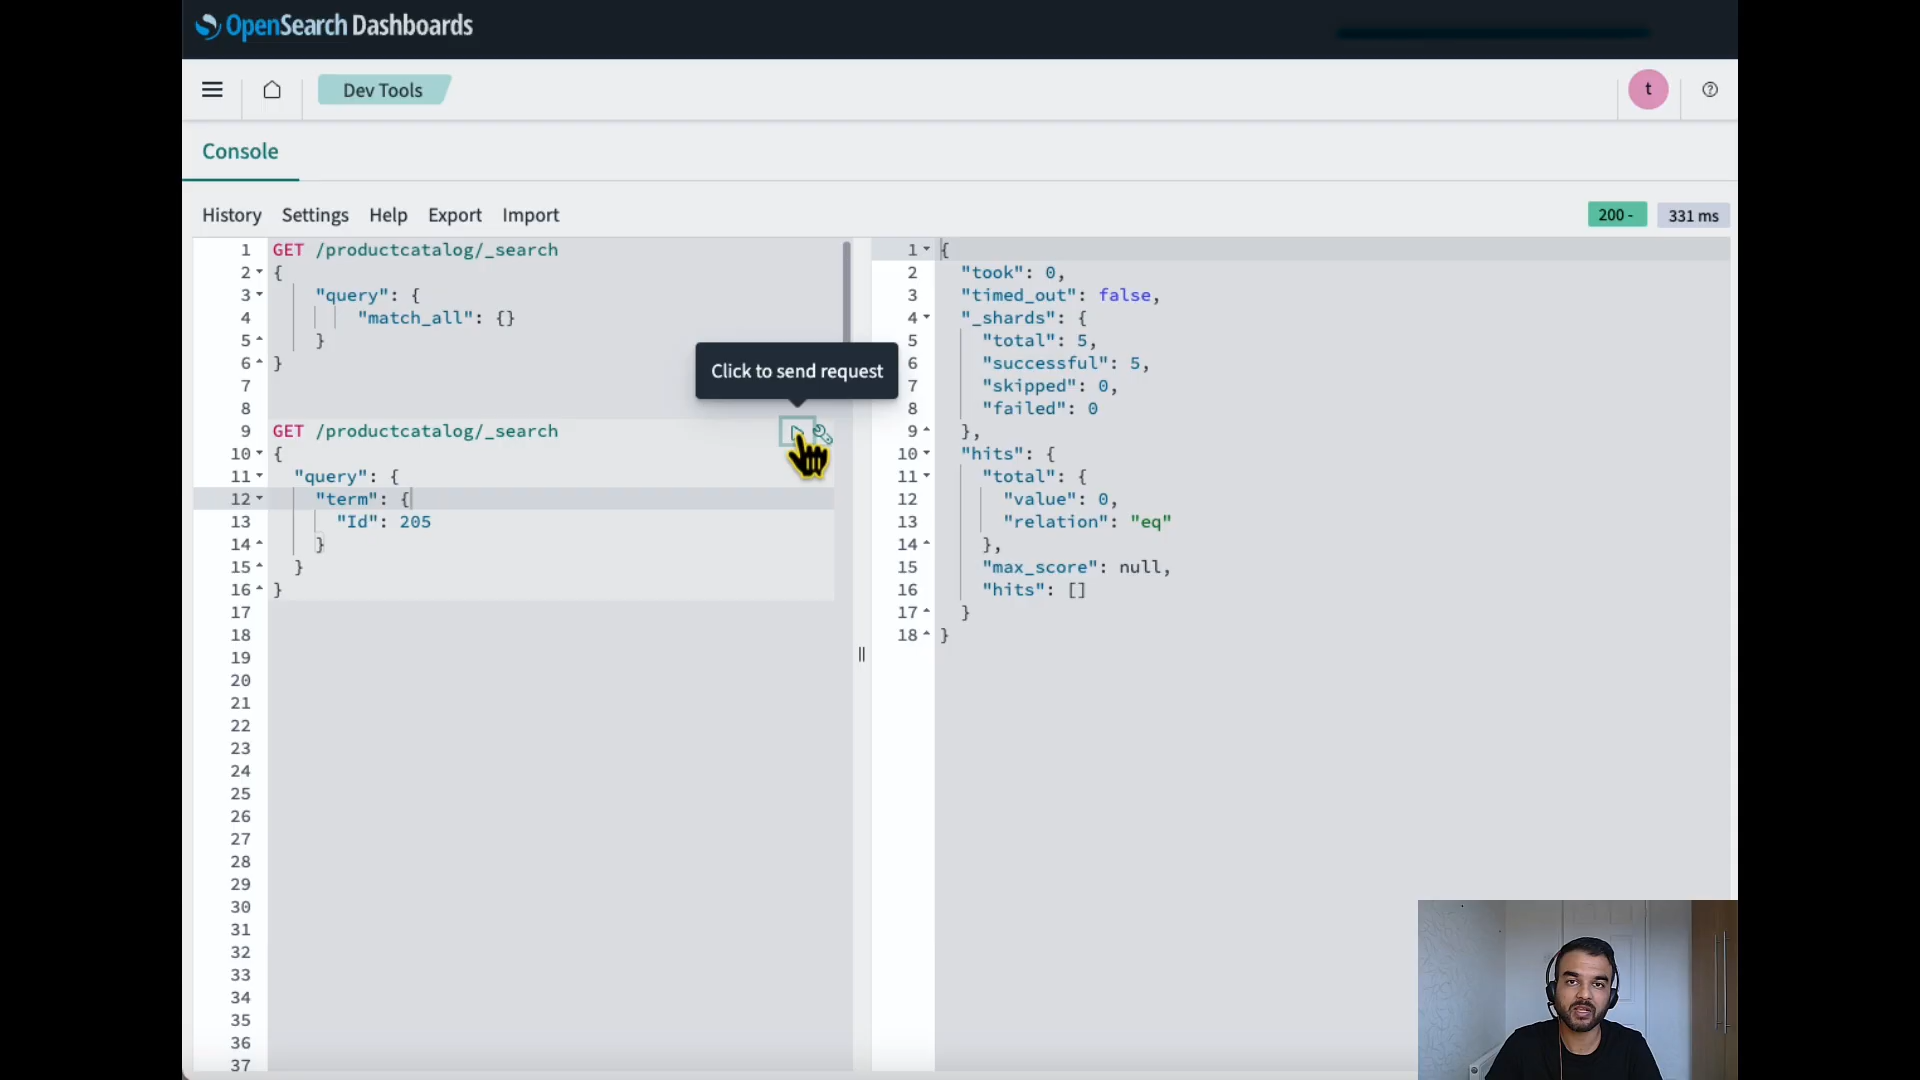 OpenSearch Dashboards
Dev Tools
t
Console
History Settings Help Export Import
200 - 331 ms
1 GET /productcatalog/_search
2 {
3 "query": {
4 "match_all": {}
5 }
6 }
7
8
9 GET /productcatalog/_search
10 {
11 "query": {
12 "term": {
13 "Id": 205
14 }
15 }
16 }
17
18
19
20
21
22
23
24
25
26
27
28
29
30
31
32
33
34
35
36
37
Click to send request
1 {
2 "took": 0,
3 "timed_out": false,
4 "_shards": {
5 "total": 5,
6 "successful": 5,
7 "skipped": 0,
8 "failed": 0
9 },
10 "hits": {
11 "total": {
12 "value": 0,
13 "relation": "eq"
14 },
15 "max_score": null,
16 "hits": []
17 }
18 }